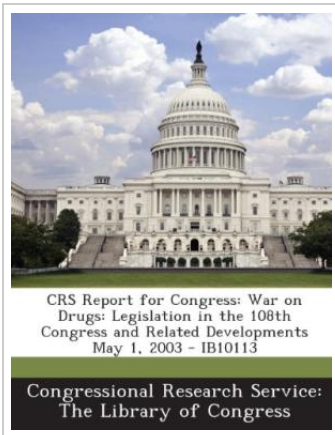 CRS Report for Congress: War on
Drugs: Legislation in the 108th
Congress and Related Developments
May 1, 2003 - IB10113
Congressional Research Service:
The Library of Congress